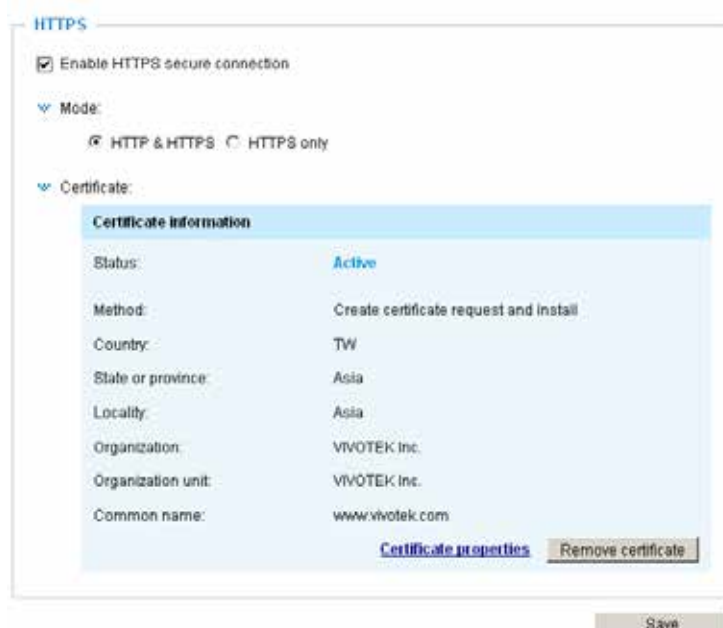 HTTPS
Enable HTTPS secure connection
Mode:
HTTP & HTTPS HTTPS only
Certificate:
Certificate information
Status: Active
Method: Create certificate request and install
Country: TW
State or province: Asia
Locality: Asia
Organization: VIVOTEK Inc.
Organization unit: VIVOTEK Inc.
Common name: www.vivotek.com
Certificate properties Remove certificate
Save